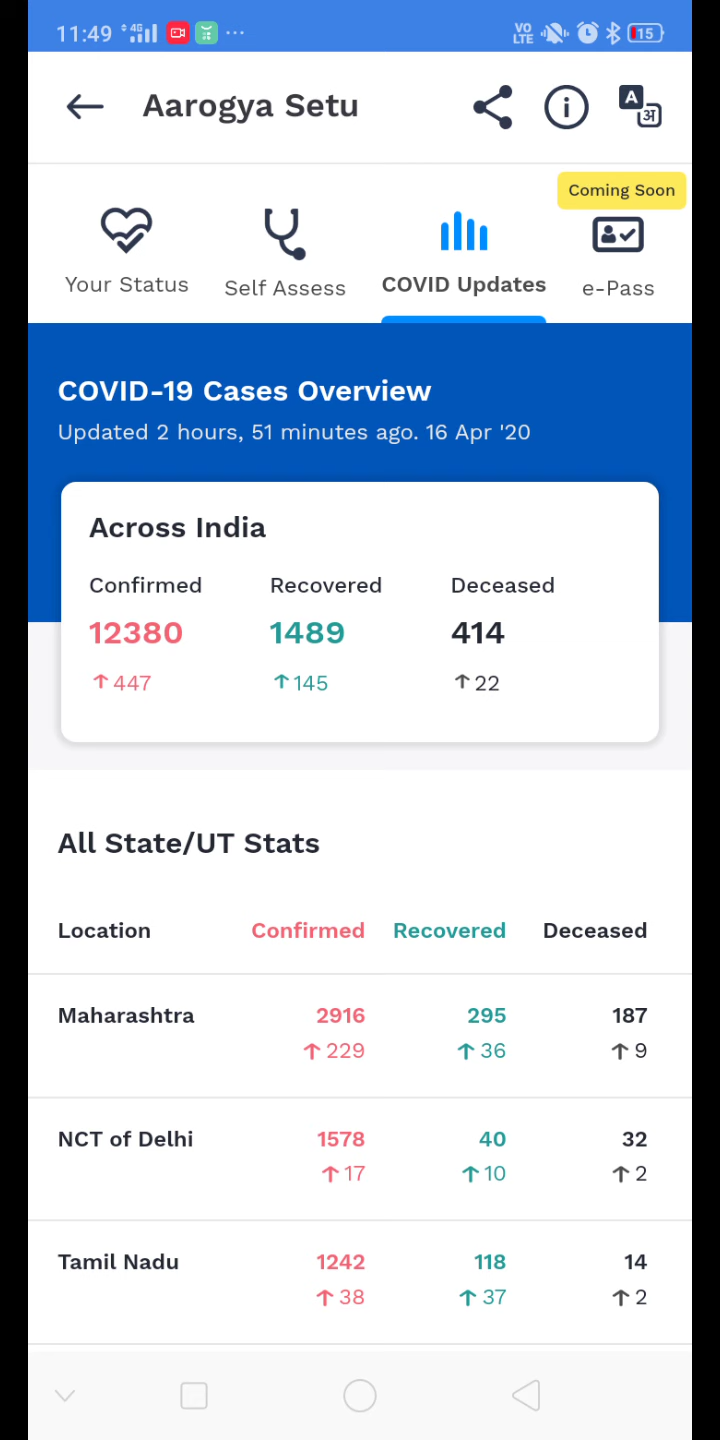 11:49 4G ... VO LTE 15
Aarogya Setu A अ
Coming Soon
Your Status Self Assess COVID Updates e-Pass
COVID-19 Cases Overview
Updated 2 hours, 51 minutes ago. 16 Apr '20
Across India
Confirmed Recovered Deceased
12380 1489 414
↑447 ↑145 ↑22
All State/UT Stats
Location Confirmed Recovered Deceased
Maharashtra 2916 295 187
↑229 ↑36 ↑9
NCT of Delhi 1578 40 32
↑17 ↑10 ↑2
Tamil Nadu 1242 118 14
↑38 ↑37 ↑2